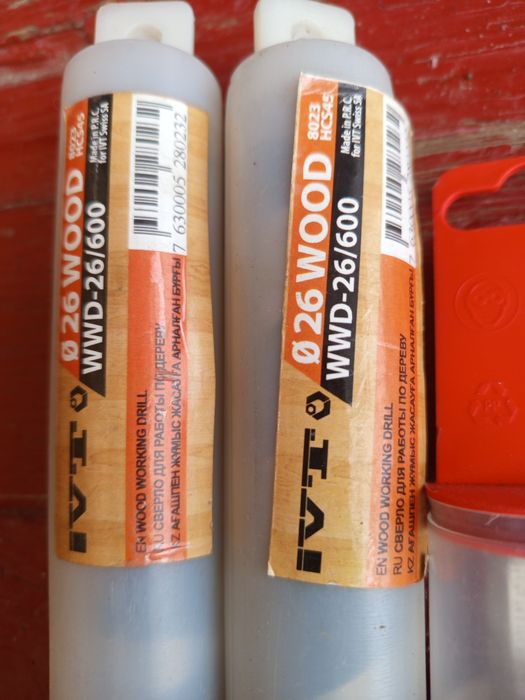 Ø 26 WOOD
8023
HCS45
WWD-26/600
Made in P.R.C.
for IVT Swiss SA
7 630005 280232
IVT
EN WOOD WORKING DRILL
RU СВЕРЛО ДЛЯ РАБОТЫ ПО ДЕРЕВУ
KZ АҒАШПЕН ЖҰМЫС ЖАСАУҒА АРНАЛҒАН БҰРҒЫ
Ø 26 WOOD
8023
HCS45
WWD-26/600
Made in P.R.C.
for IVT Swiss SA
7 630005 280232
IVT
EN WOOD WORKING DRILL
RU СВЕРЛО ДЛЯ РАБОТЫ ПО ДЕРЕВУ
KZ АҒАШПЕН ЖҰМЫС ЖАСАУҒА АРНАЛҒАН БҰРҒЫ